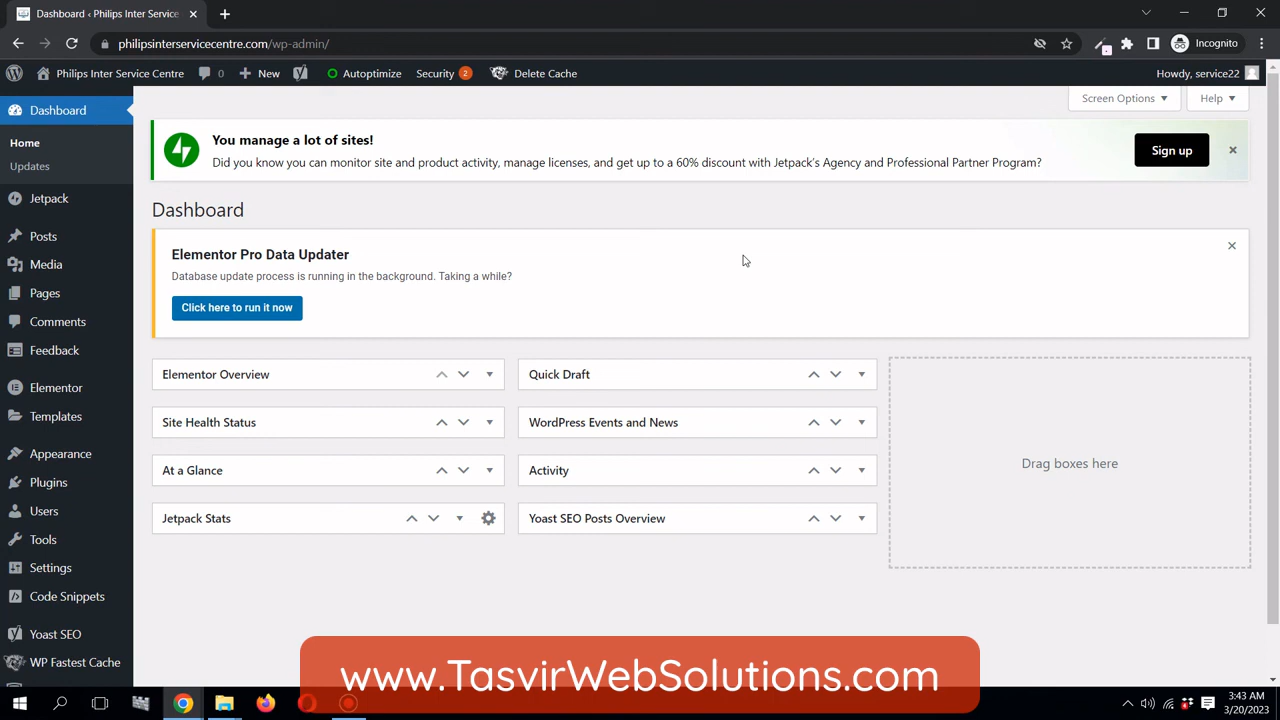 Dashboard ‹ Philips Inter Service
philipsinterservicecentre.com/wp-admin/
Incognito
Philips Inter Service Centre
0
New
Autoptimize
Security 2
Delete Cache
Howdy, service22
Dashboard
Home
Updates
Jetpack
Posts
Media
Pages
Comments
Feedback
Elementor
Templates
Appearance
Plugins
Users
Tools
Settings
Code Snippets
Yoast SEO
WP Fastest Cache
Screen Options
Help
You manage a lot of sites!
Did you know you can monitor site and product activity, manage licenses, and get up to a 60% discount with Jetpack's Agency and Professional Partner Program?
Sign up
Dashboard
Elementor Pro Data Updater
Database update process is running in the background. Taking a while?
Click here to run it now
Elementor Overview
Site Health Status
At a Glance
Jetpack Stats
Quick Draft
WordPress Events and News
Activity
Yoast SEO Posts Overview
Drag boxes here
www.TasvirWebSolutions.com
3:43 AM
3/20/2023